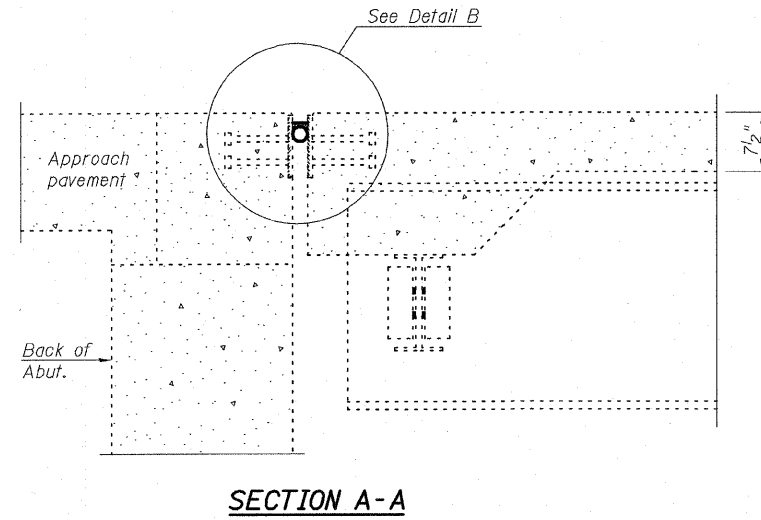 See Detail B
Approach
pavement
7½"
Back of
Abut.
SECTION A-A